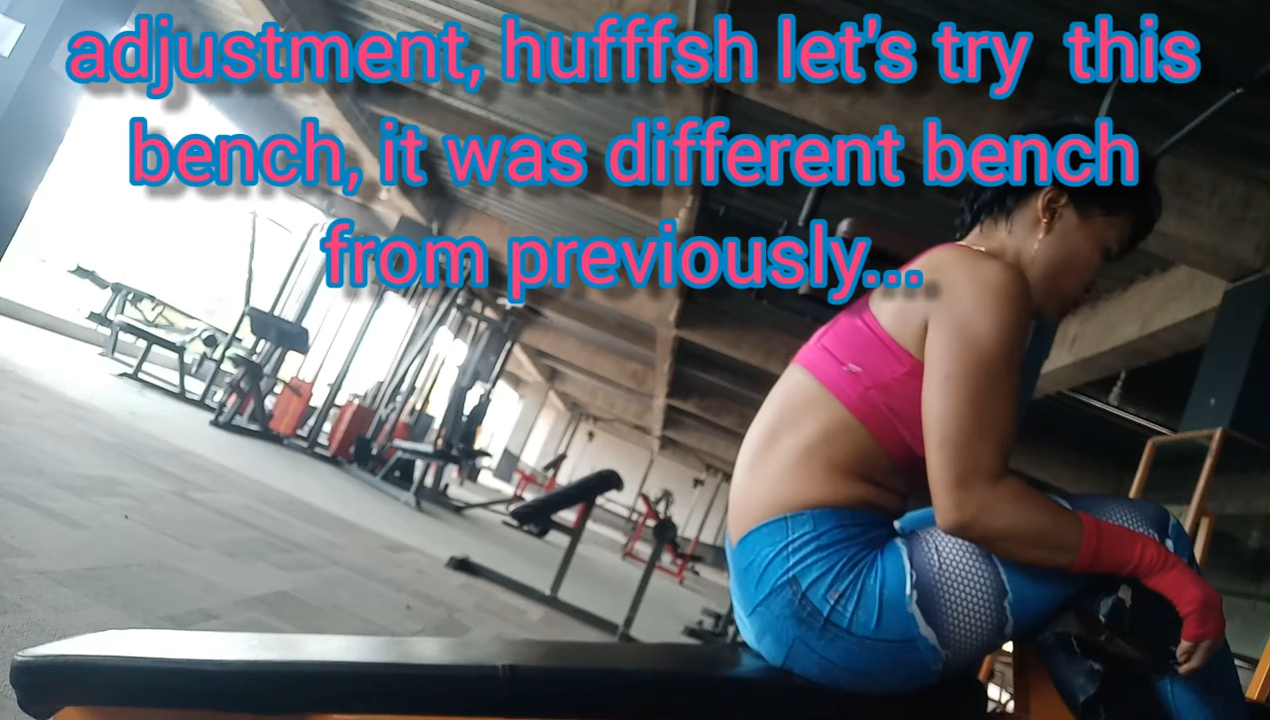 adjustment, hufffsh let's try this
bench, it was different bench
from previously...